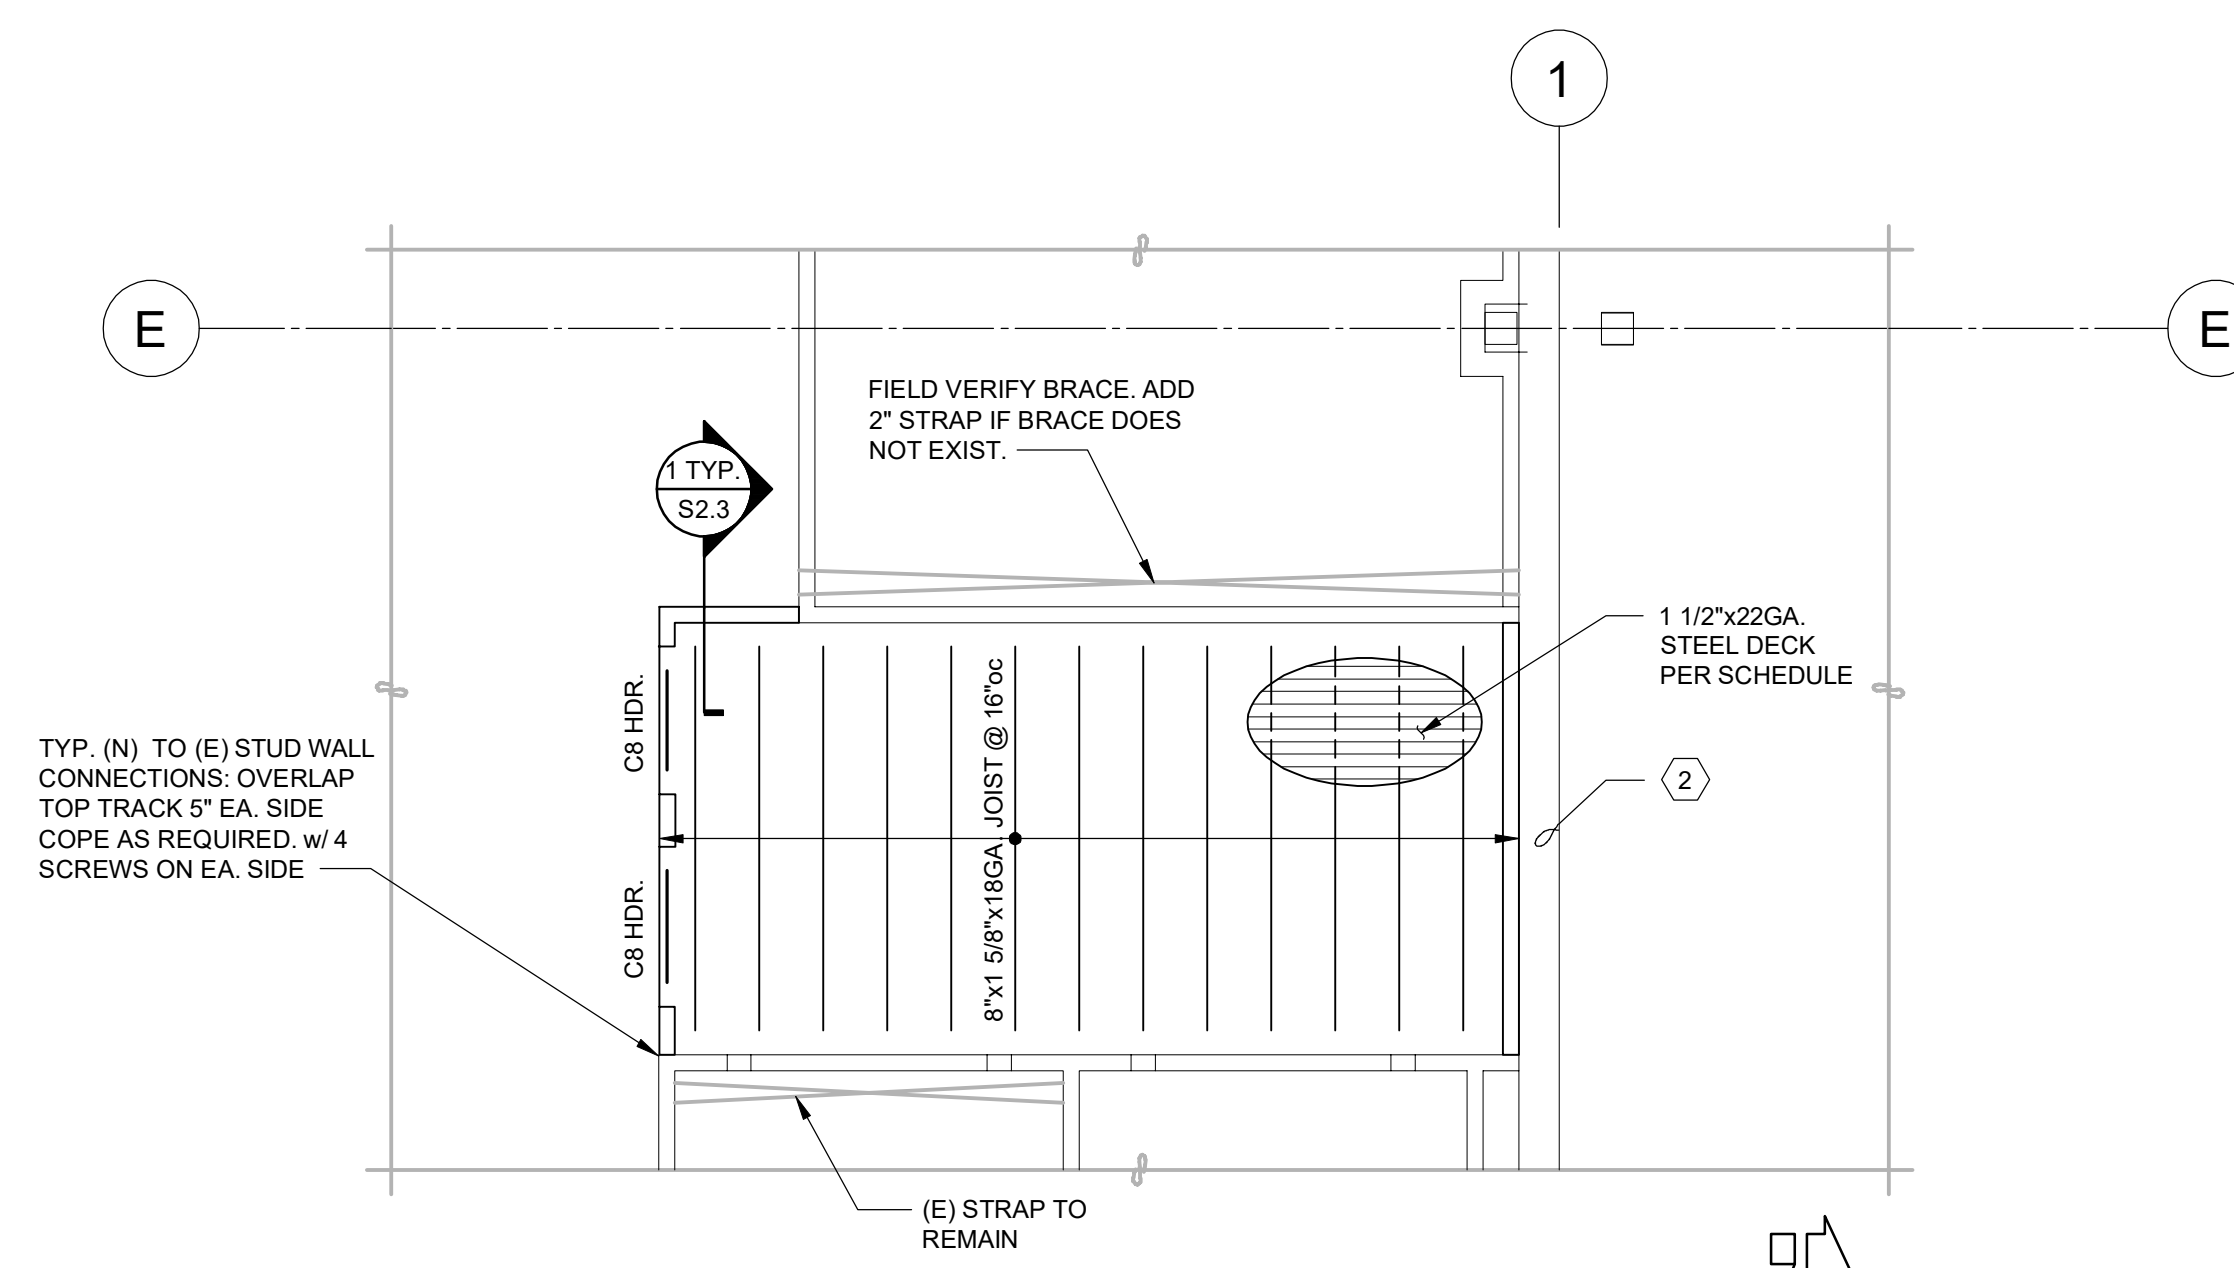 1
E
E
FIELD VERIFY BRACE. ADD
2" STRAP IF BRACE DOES
NOT EXIST.
1 TYP.
S2.3
1 1/2"x22GA.
STEEL DECK
PER SCHEDULE
C8 HDR.
8"x1 5/8"x18GA. JOIST @ 16"oc
TYP. (N) TO (E) STUD WALL
CONNECTIONS: OVERLAP
TOP TRACK 5" EA. SIDE
COPE AS REQUIRED. w/ 4
SCREWS ON EA. SIDE
2
C8 HDR.
(E) STRAP TO
REMAIN